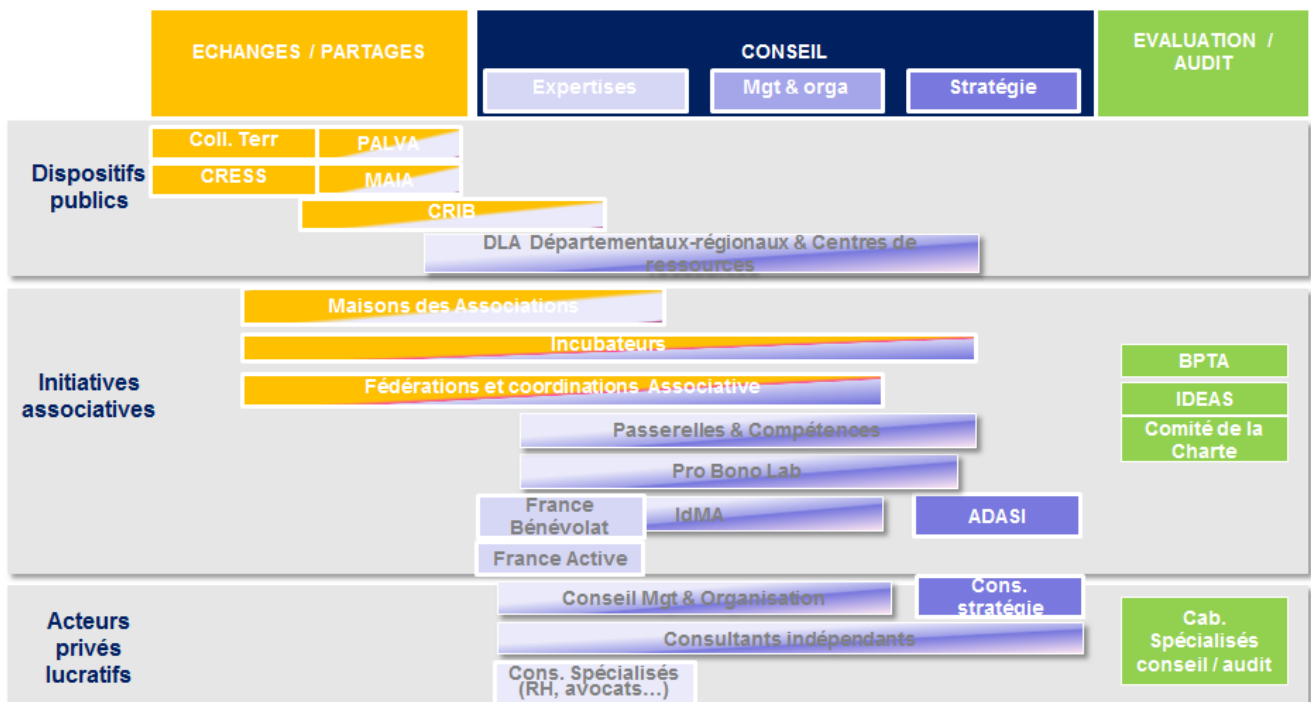 ECHANGES / PARTAGES
CONSEIL
EVALUATION /
AUDIT
Expertises
Mgt & orga
Stratégie
Dispositifs
publics
Coll. Terr
PALVA
CRESS
MAIA
CRIB
DLA Départementaux-régionaux & Centres de
ressources
Initiatives
associatives
Maisons des Associations
Incubateurs
Fédérations et coordinations Associative
Passerelles & Compétences
Pro Bono Lab
France
Bénévolat
IdMA
ADASI
France Active
BPTA
IDEAS
Comité de la
Charte
Acteurs
privés
lucratifs
Conseil Mgt & Organisation
Cons.
stratégie
Consultants indépendants
Cons. Spécialisés
(RH, avocats...)
Cab.
Spécialisés
conseil / audit